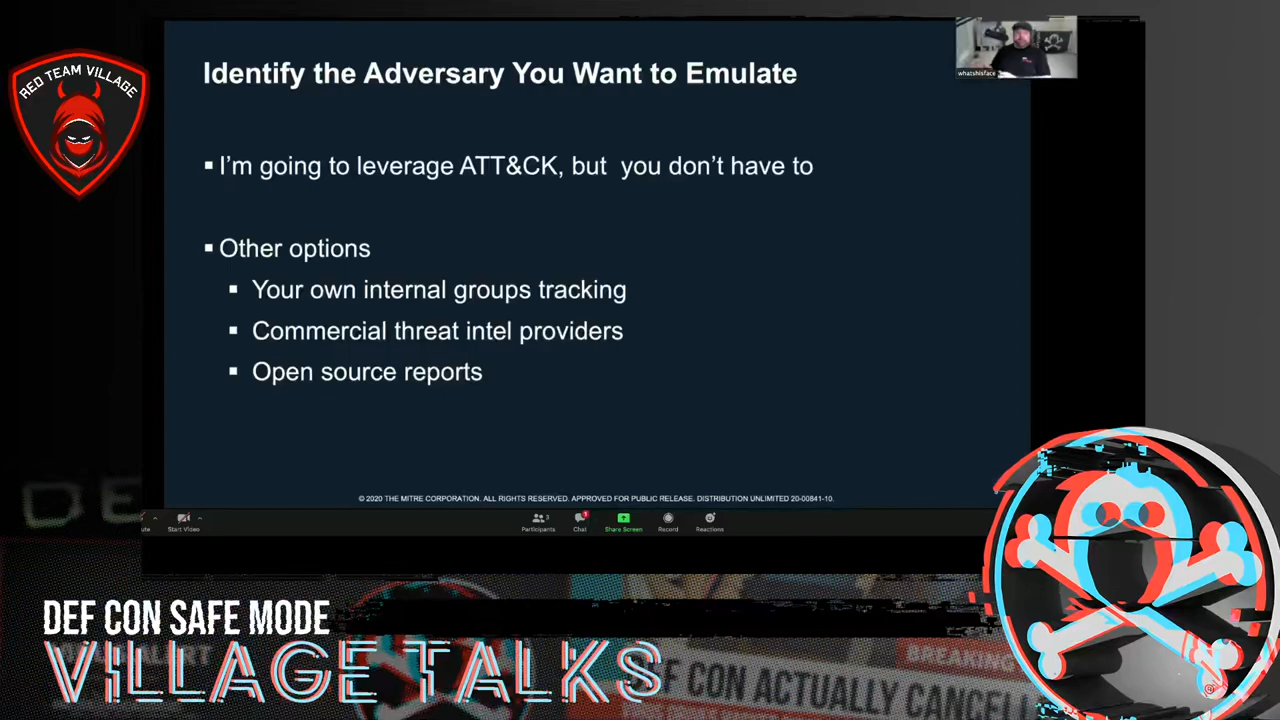 RED TEAM VILLAGE
Identify the Adversary You Want to Emulate
whatshisface
▪ I'm going to leverage ATT&CK, but  you don't have to
▪ Other options
▪ Your own internal groups tracking
▪ Commercial threat intel providers
▪ Open source reports
© 2020 THE MITRE CORPORATION. ALL RIGHTS RESERVED. APPROVED FOR PUBLIC RELEASE. DISTRIBUTION UNLIMITED 20-00841-10.
3
1
Start Video
Participants
Chat
Share Screen
Record
Reactions
DEF CON SAFE MODE
VILLAGE TALKS
BREAKING
DEF CON ACTUALLY CANCEL